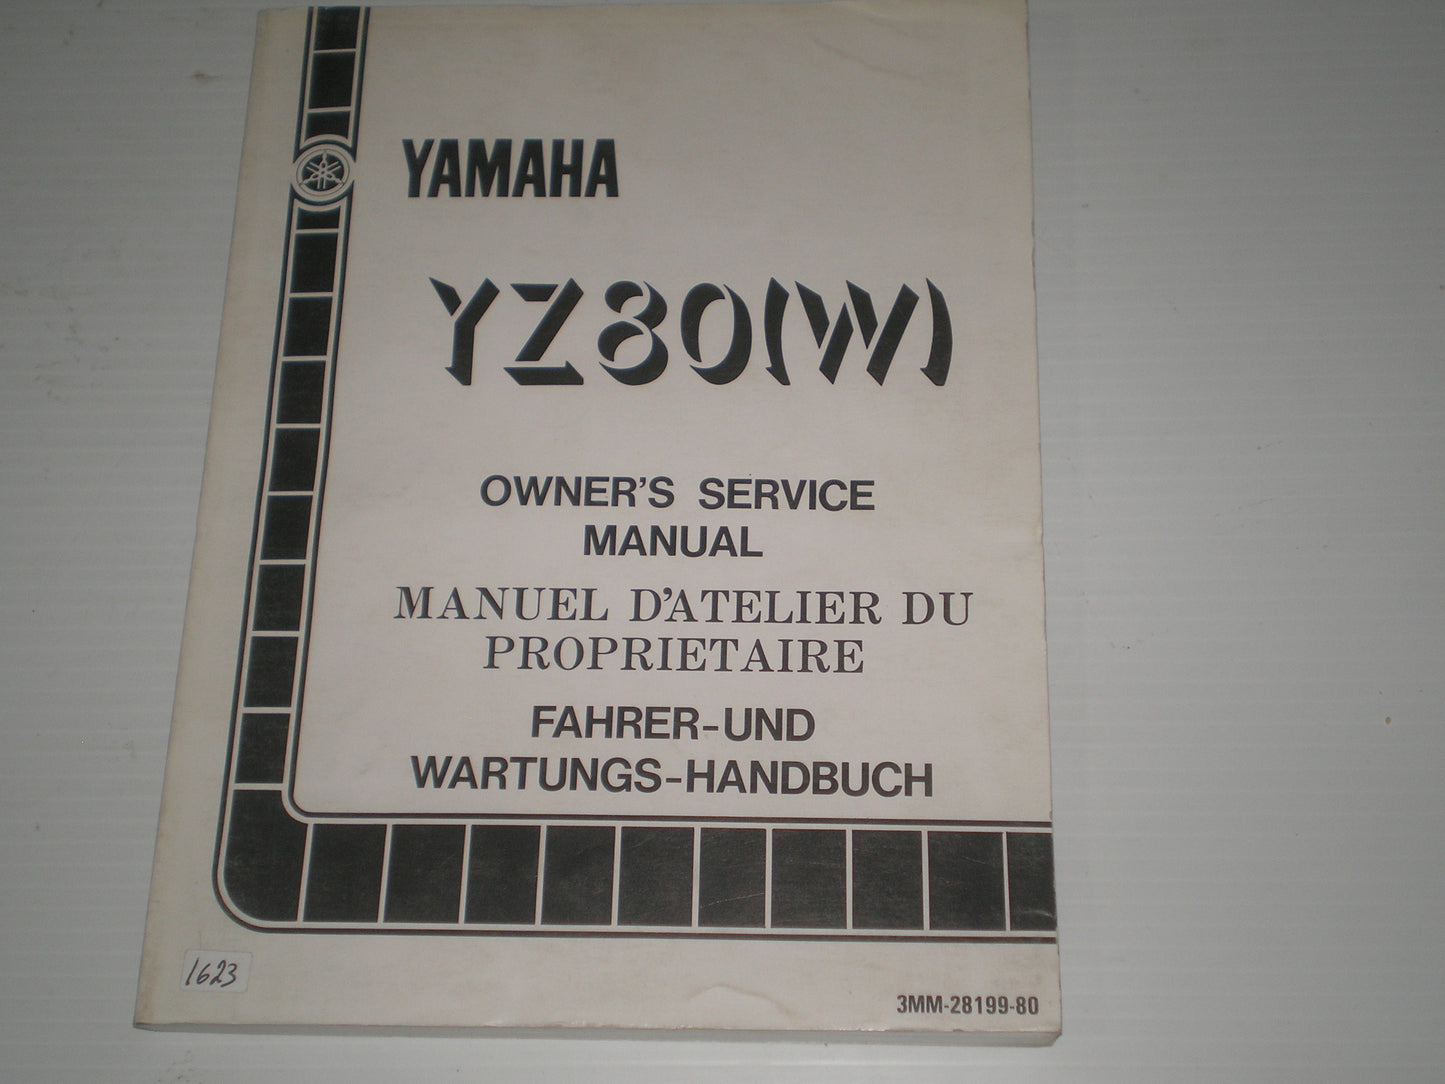 YAMAHA
YZ80(W)
OWNER'S SERVICE
MANUAL
MANUEL D'ATELIER DU
PROPRIETAIRE
FAHRER-UND
WARTUNGS-HANDBUCH
1623
3MM-28199-80